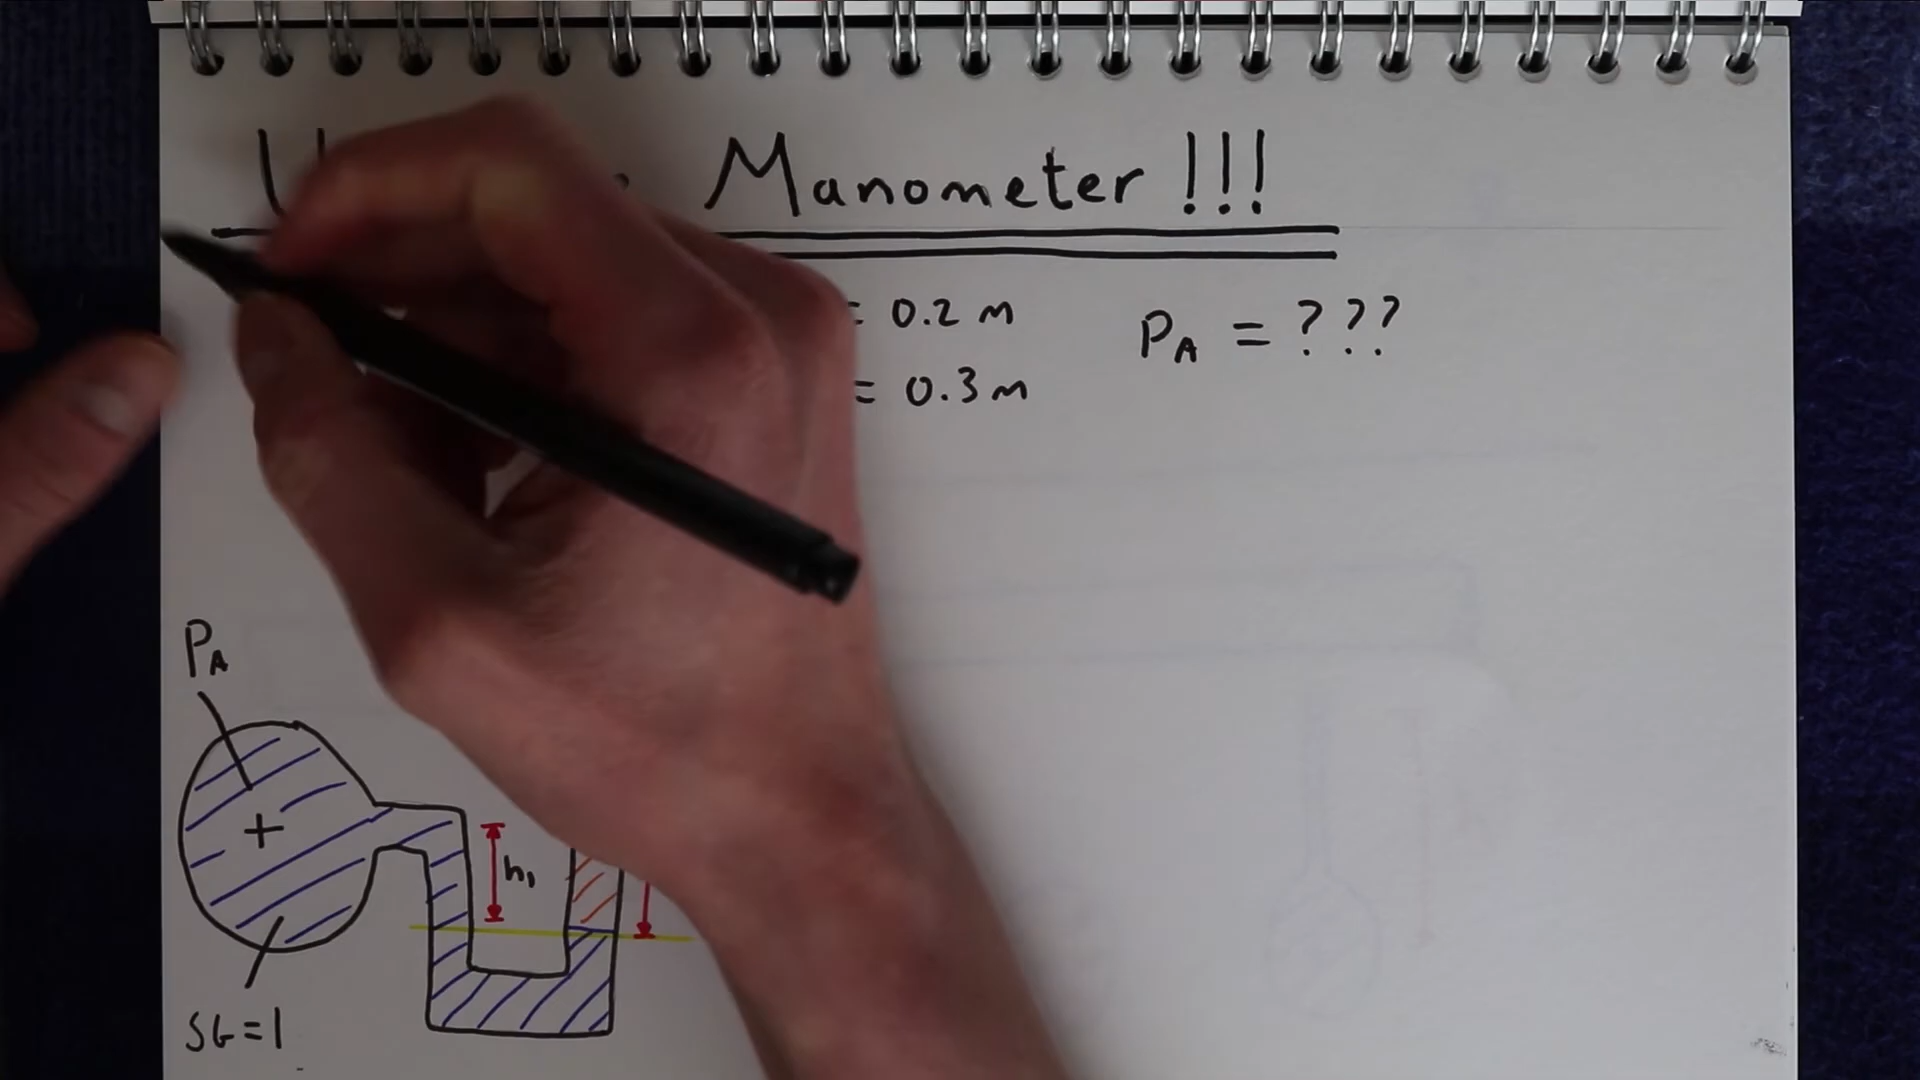 U Manometer !!!
= 0.2 m
PA = ???
= 0.3 m
PA
h1
SG=1